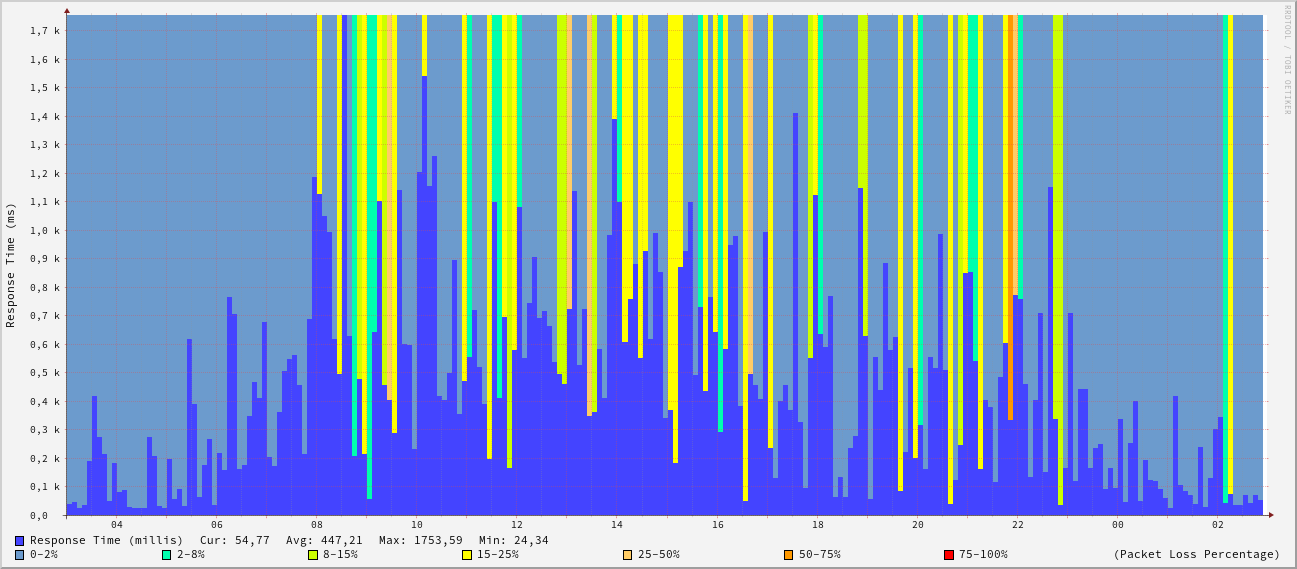 RRDTOOL / TOBI OETIKER
Response Time (ms)
1,7 k
1,6 k
1,5 k
1,4 k
1,3 k
1,2 k
1,1 k
1,0 k
0,9 k
0,8 k
0,7 k
0,6 k
0,5 k
0,4 k
0,3 k
0,2 k
0,1 k
0,0
04 06 08 10 12 14 16 18 20 22 00 02
Response Time (millis) Cur: 54,77 Avg: 447,21 Max: 1753,59 Min: 24,34
0-2% 2-8% 8-15% 15-25% 25-50% 50-75% 75-100% (Packet Loss Percentage)